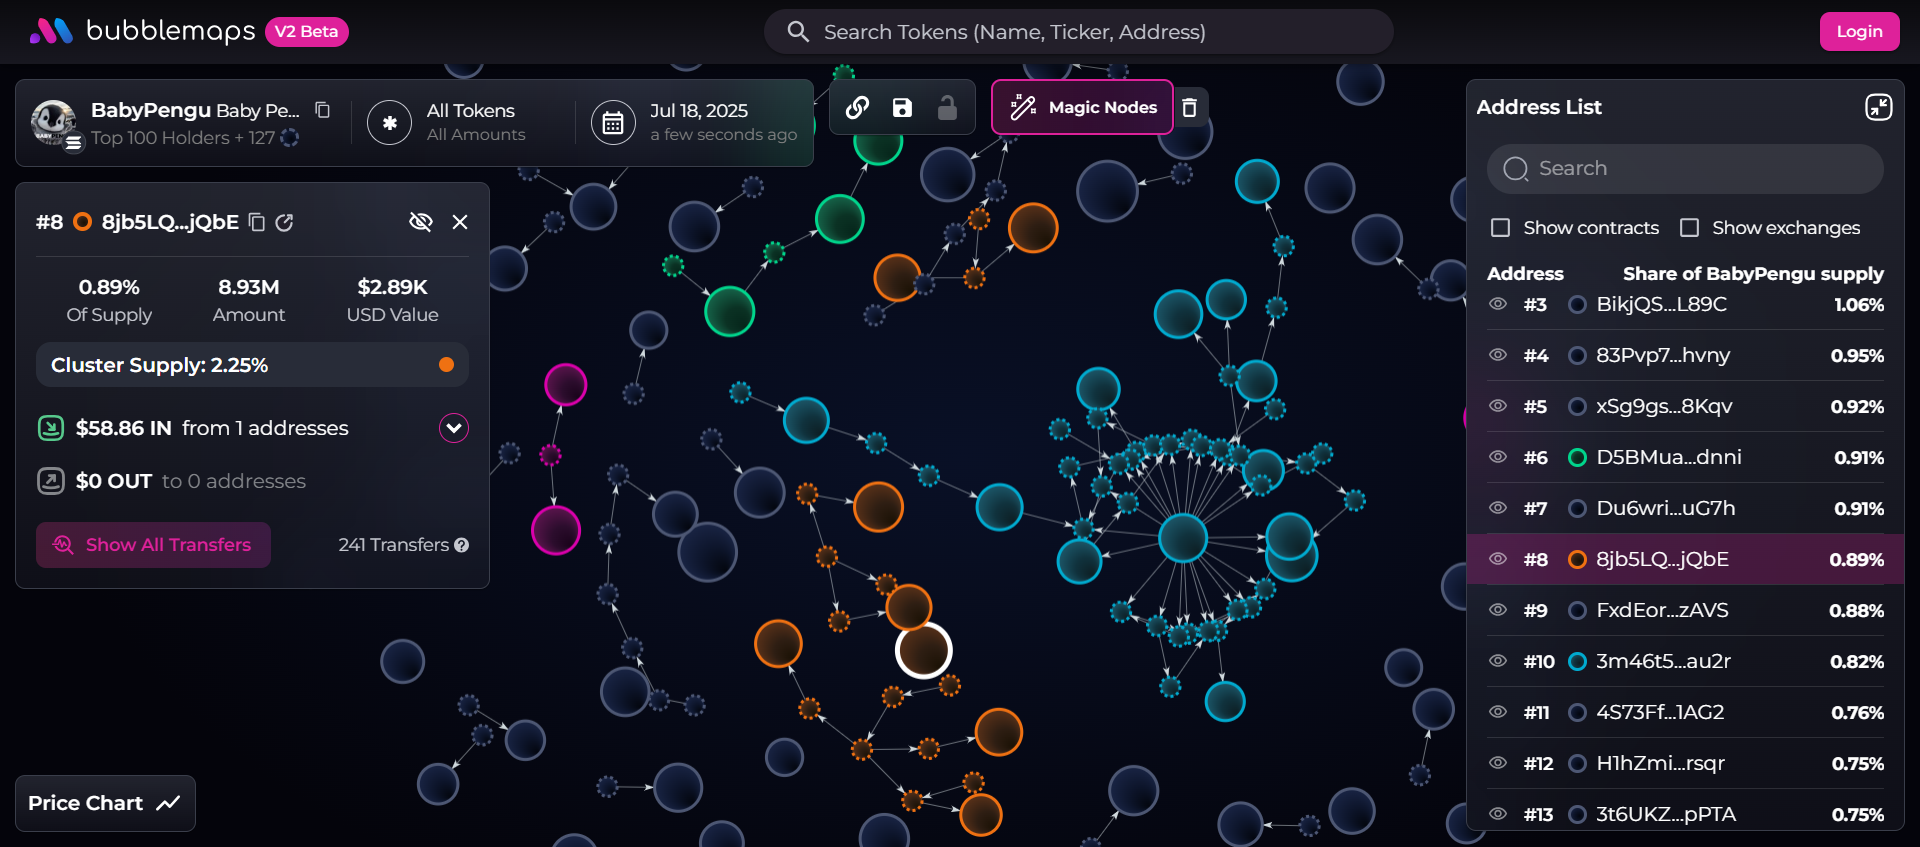 bubblemaps V2 Beta
Search Tokens (Name, Ticker, Address)
Login
BabyPengu Baby Pe...
Top 100 Holders + 127
All Tokens
All Amounts
Jul 18, 2025
a few seconds ago
Magic Nodes
#8 8jb5LQ...jQbE
0.89% 8.93M $2.89K
Of Supply Amount USD Value
Cluster Supply: 2.25%
$58.86 IN from 1 addresses
$0 OUT to 0 addresses
Show All Transfers 241 Transfers ?
Price Chart
Address List
Search
Show contracts Show exchanges
Address Share of BabyPengu supply
#3 BikjQS...L89C 1.06%
#4 83Pvp7...hvny 0.95%
#5 xSg9gs...8Kqv 0.92%
#6 D5BMua...dnni 0.91%
#7 Du6wri...uG7h 0.91%
#8 8jb5LQ...jQbE 0.89%
#9 FxdEor...zAVS 0.88%
#10 3m46t5...au2r 0.82%
#11 4S73Ff...1AG2 0.76%
#12 H1hZmi...rsqr 0.75%
#13 3t6UKZ...pPTA 0.75%